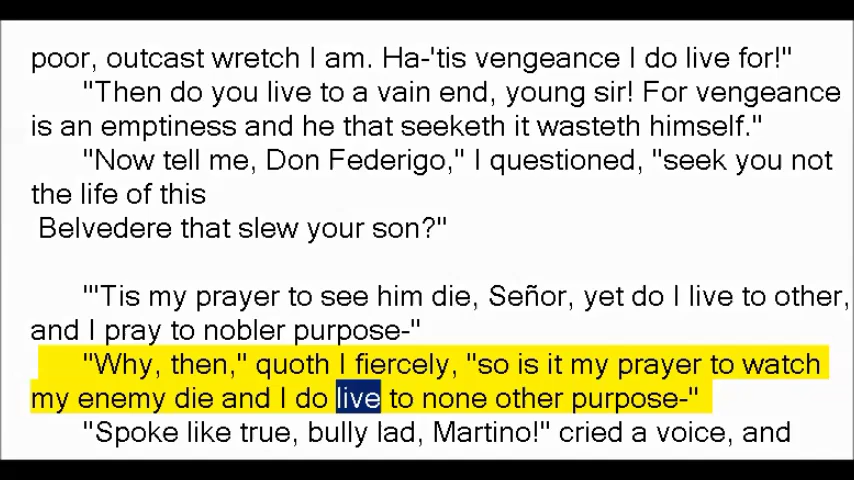 poor, outcast wretch I am. Ha-'tis vengeance I do live for!"
"Then do you live to a vain end, young sir! For vengeance
is an emptiness and he that seeketh it wasteth himself."
"Now tell me, Don Federigo," I questioned, "seek you not
the life of this
Belvedere that slew your son?"
"'Tis my prayer to see him die, Señor, yet do I live to other,
and I pray to nobler purpose-"
"Why, then," quoth I fiercely, "so is it my prayer to watch
my enemy die and I do live to none other purpose-"
"Spoke like true, bully lad, Martino!" cried a voice, and